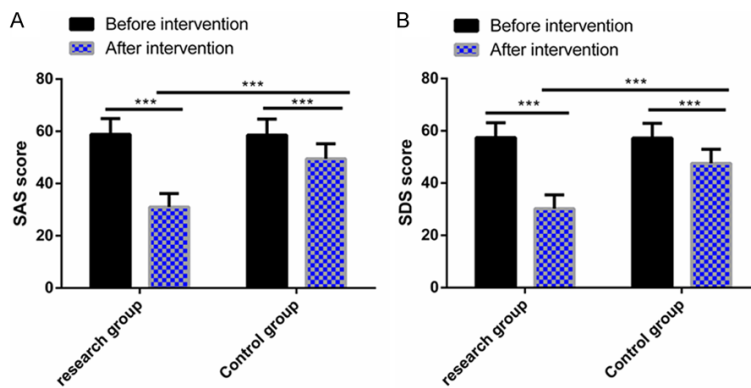 A
Before intervention
After intervention
SAS score
80
60
40
20
0
***
***
***
research group
Control group
B
Before intervention
After intervention
SDS score
80
60
40
20
0
***
***
***
research group
Control group